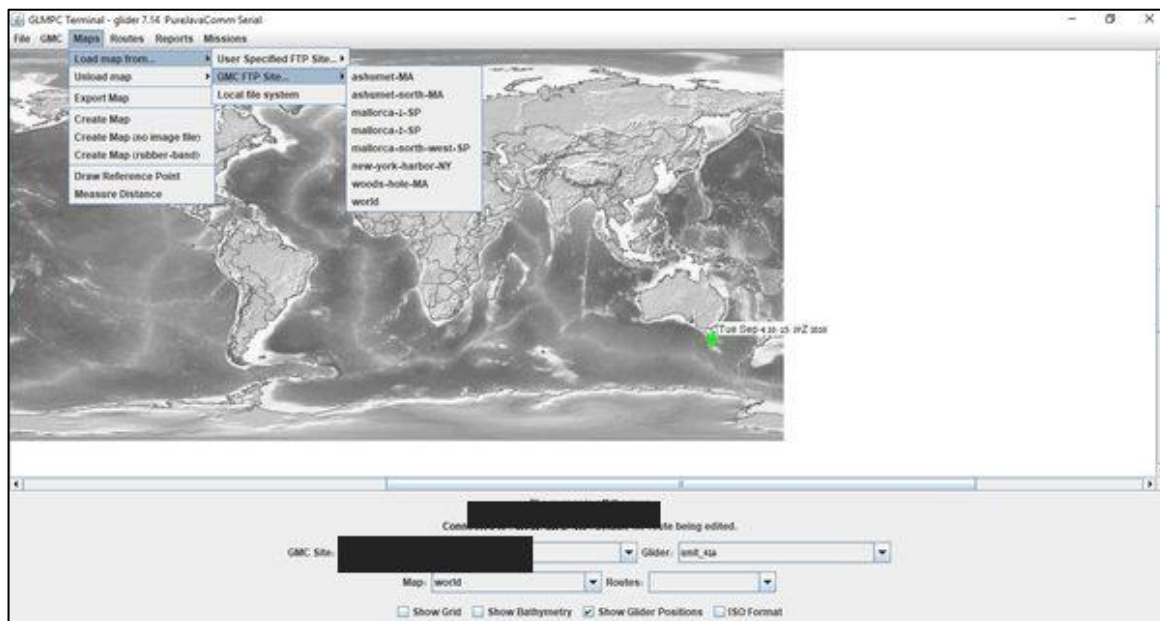 GLMPC Terminal - glider 7.14 PureJavaComm Serial
File GMC Maps Routes Reports Missions
Load map from...
Unload map
Export Map
Create Map
Create Map (no image file)
Create Map (rubber-band)
Draw Reference Point
Measure Distance
User Specified FTP Site...
GMC FTP Site...
Local file system
ashumet-MA
ashumet-north-MA
mallorca-1-SP
mallorca-2-SP
mallorca-north-west-SP
new-york-harbor-NY
woods-hole-MA
world
Tue Sep 4
route being edited.
GMC Site: Glider:
Map: world Routes:
Show Grid Show Bathymetry Show Glider Positions ISO Format